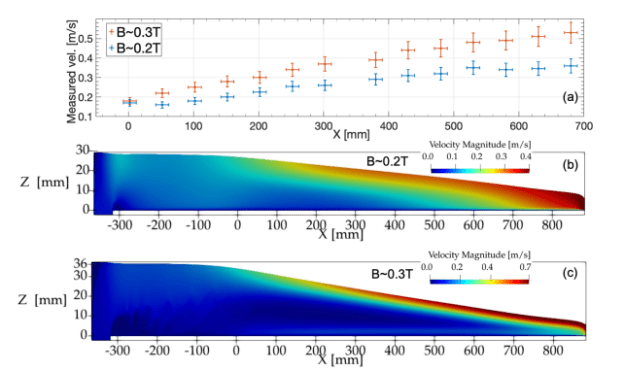 Measured vel. [m/s]
0.5
0.4
0.3
0.2
0.1
B~0.3T
B~0.2T
(a)
0 100 200 300 400 500 600 700
X [mm]
Velocity Magnitude [m/s]
0.0 0.1 0.2 0.3 0.4
B~0.2T
(b)
Z [mm]
30
20
10
0
-300 -200 -100 0 100 200 300 400 500 600 700 800
X [mm]
Velocity Magnitude [m/s]
0.0 0.2 0.4 0.7
B~0.3T
(c)
Z [mm]
36
30
20
10
0
-300 -200 -100 0 100 200 300 400 500 600 700 800
X [mm]